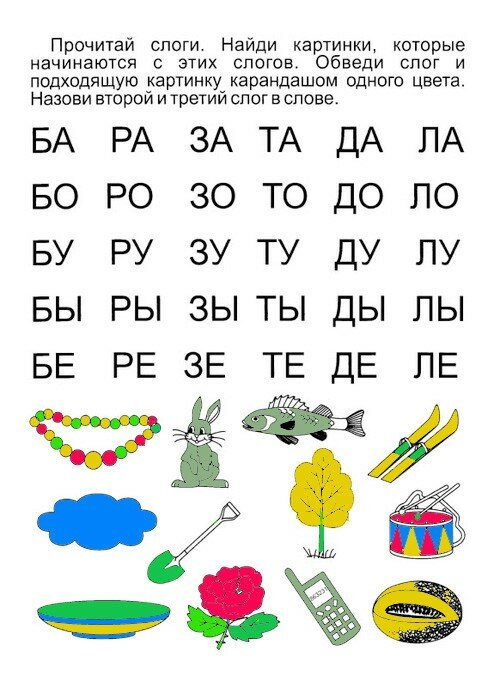 Прочитай слоги. Найди картинки, которые
начинаются с этих слогов. Обведи слог и
подходящую картинку карандашом одного цвета.
Назови второй и третий слог в слове.
БА РА ЗА ТА ДА ЛА
БО РО ЗО ТО ДО ЛО
БУ РУ ЗУ ТУ ДУ ЛУ
БЫ РЫ ЗЫ ТЫ ДЫ ЛЫ
БЕ РЕ ЗЕ ТЕ ДЕ ЛЕ